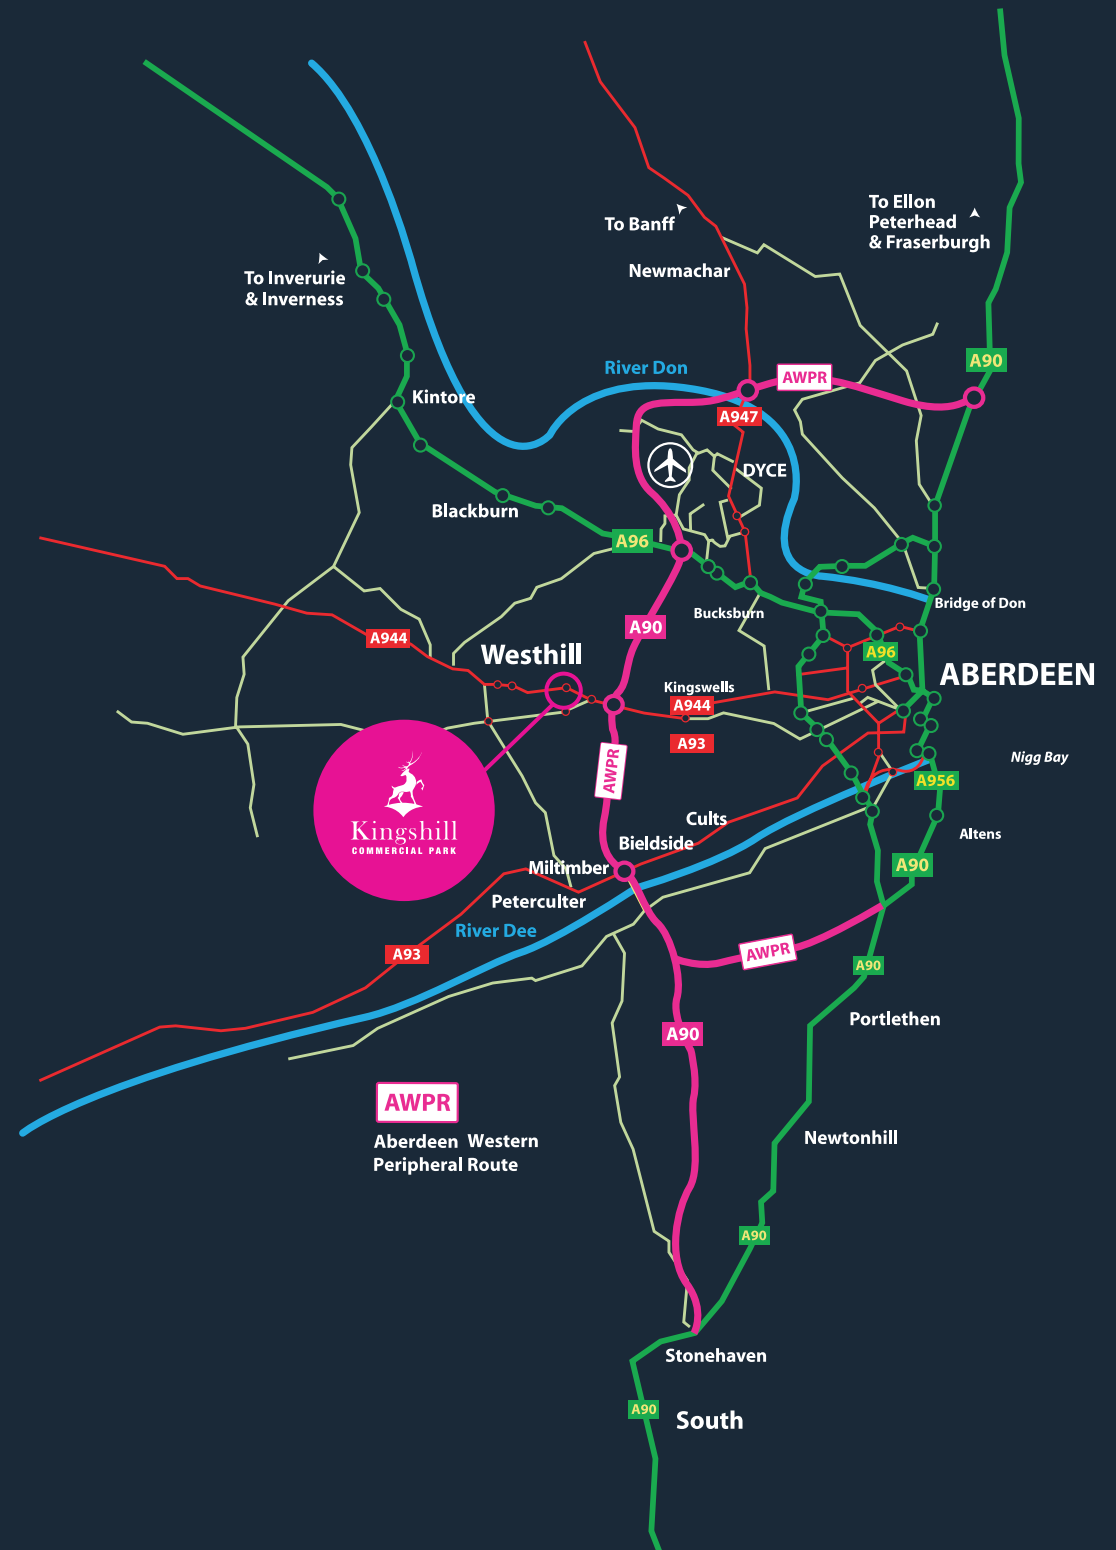 To Ellon
Peterhead
& Fraserburgh
To Banff
Newmachar
To Inverurie
& Inverness
A90
River Don
AWPR
Kintore
A947
DYCE
Blackburn
A96
Bridge of Don
Bucksburn
A90
A944
A96
Westhill
ABERDEEN
Kingswells
A944
A93
Nigg Bay
AWPR
A956
Kingshill
COMMERCIAL PARK
Cults
Altens
Bieldside
Miltimber
A90
Peterculter
River Dee
A93
AWPR
A90
Portlethen
A90
AWPR
Aberdeen Western
Peripheral Route
Newtonhill
A90
Stonehaven
A90
South